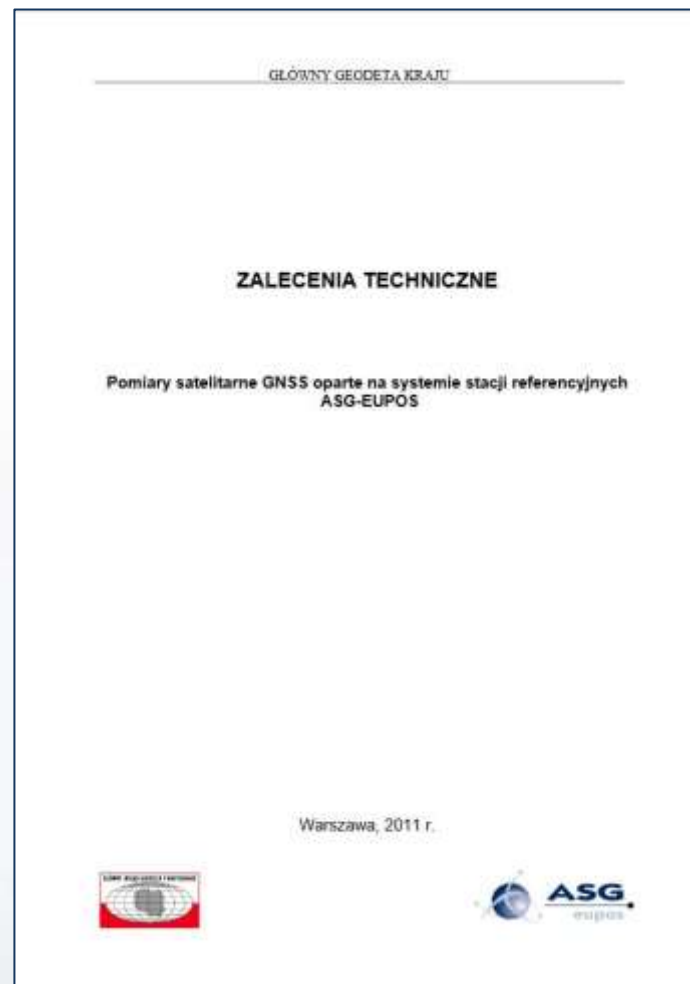 GŁÓWNY GEODETA KRAJU
ZALECENIA TECHNICZNE
Pomiary satelitarne GNSS oparte na systemie stacji referencyjnych
ASG-EUPOS
Warszawa, 2011 r.
ASG
eupos